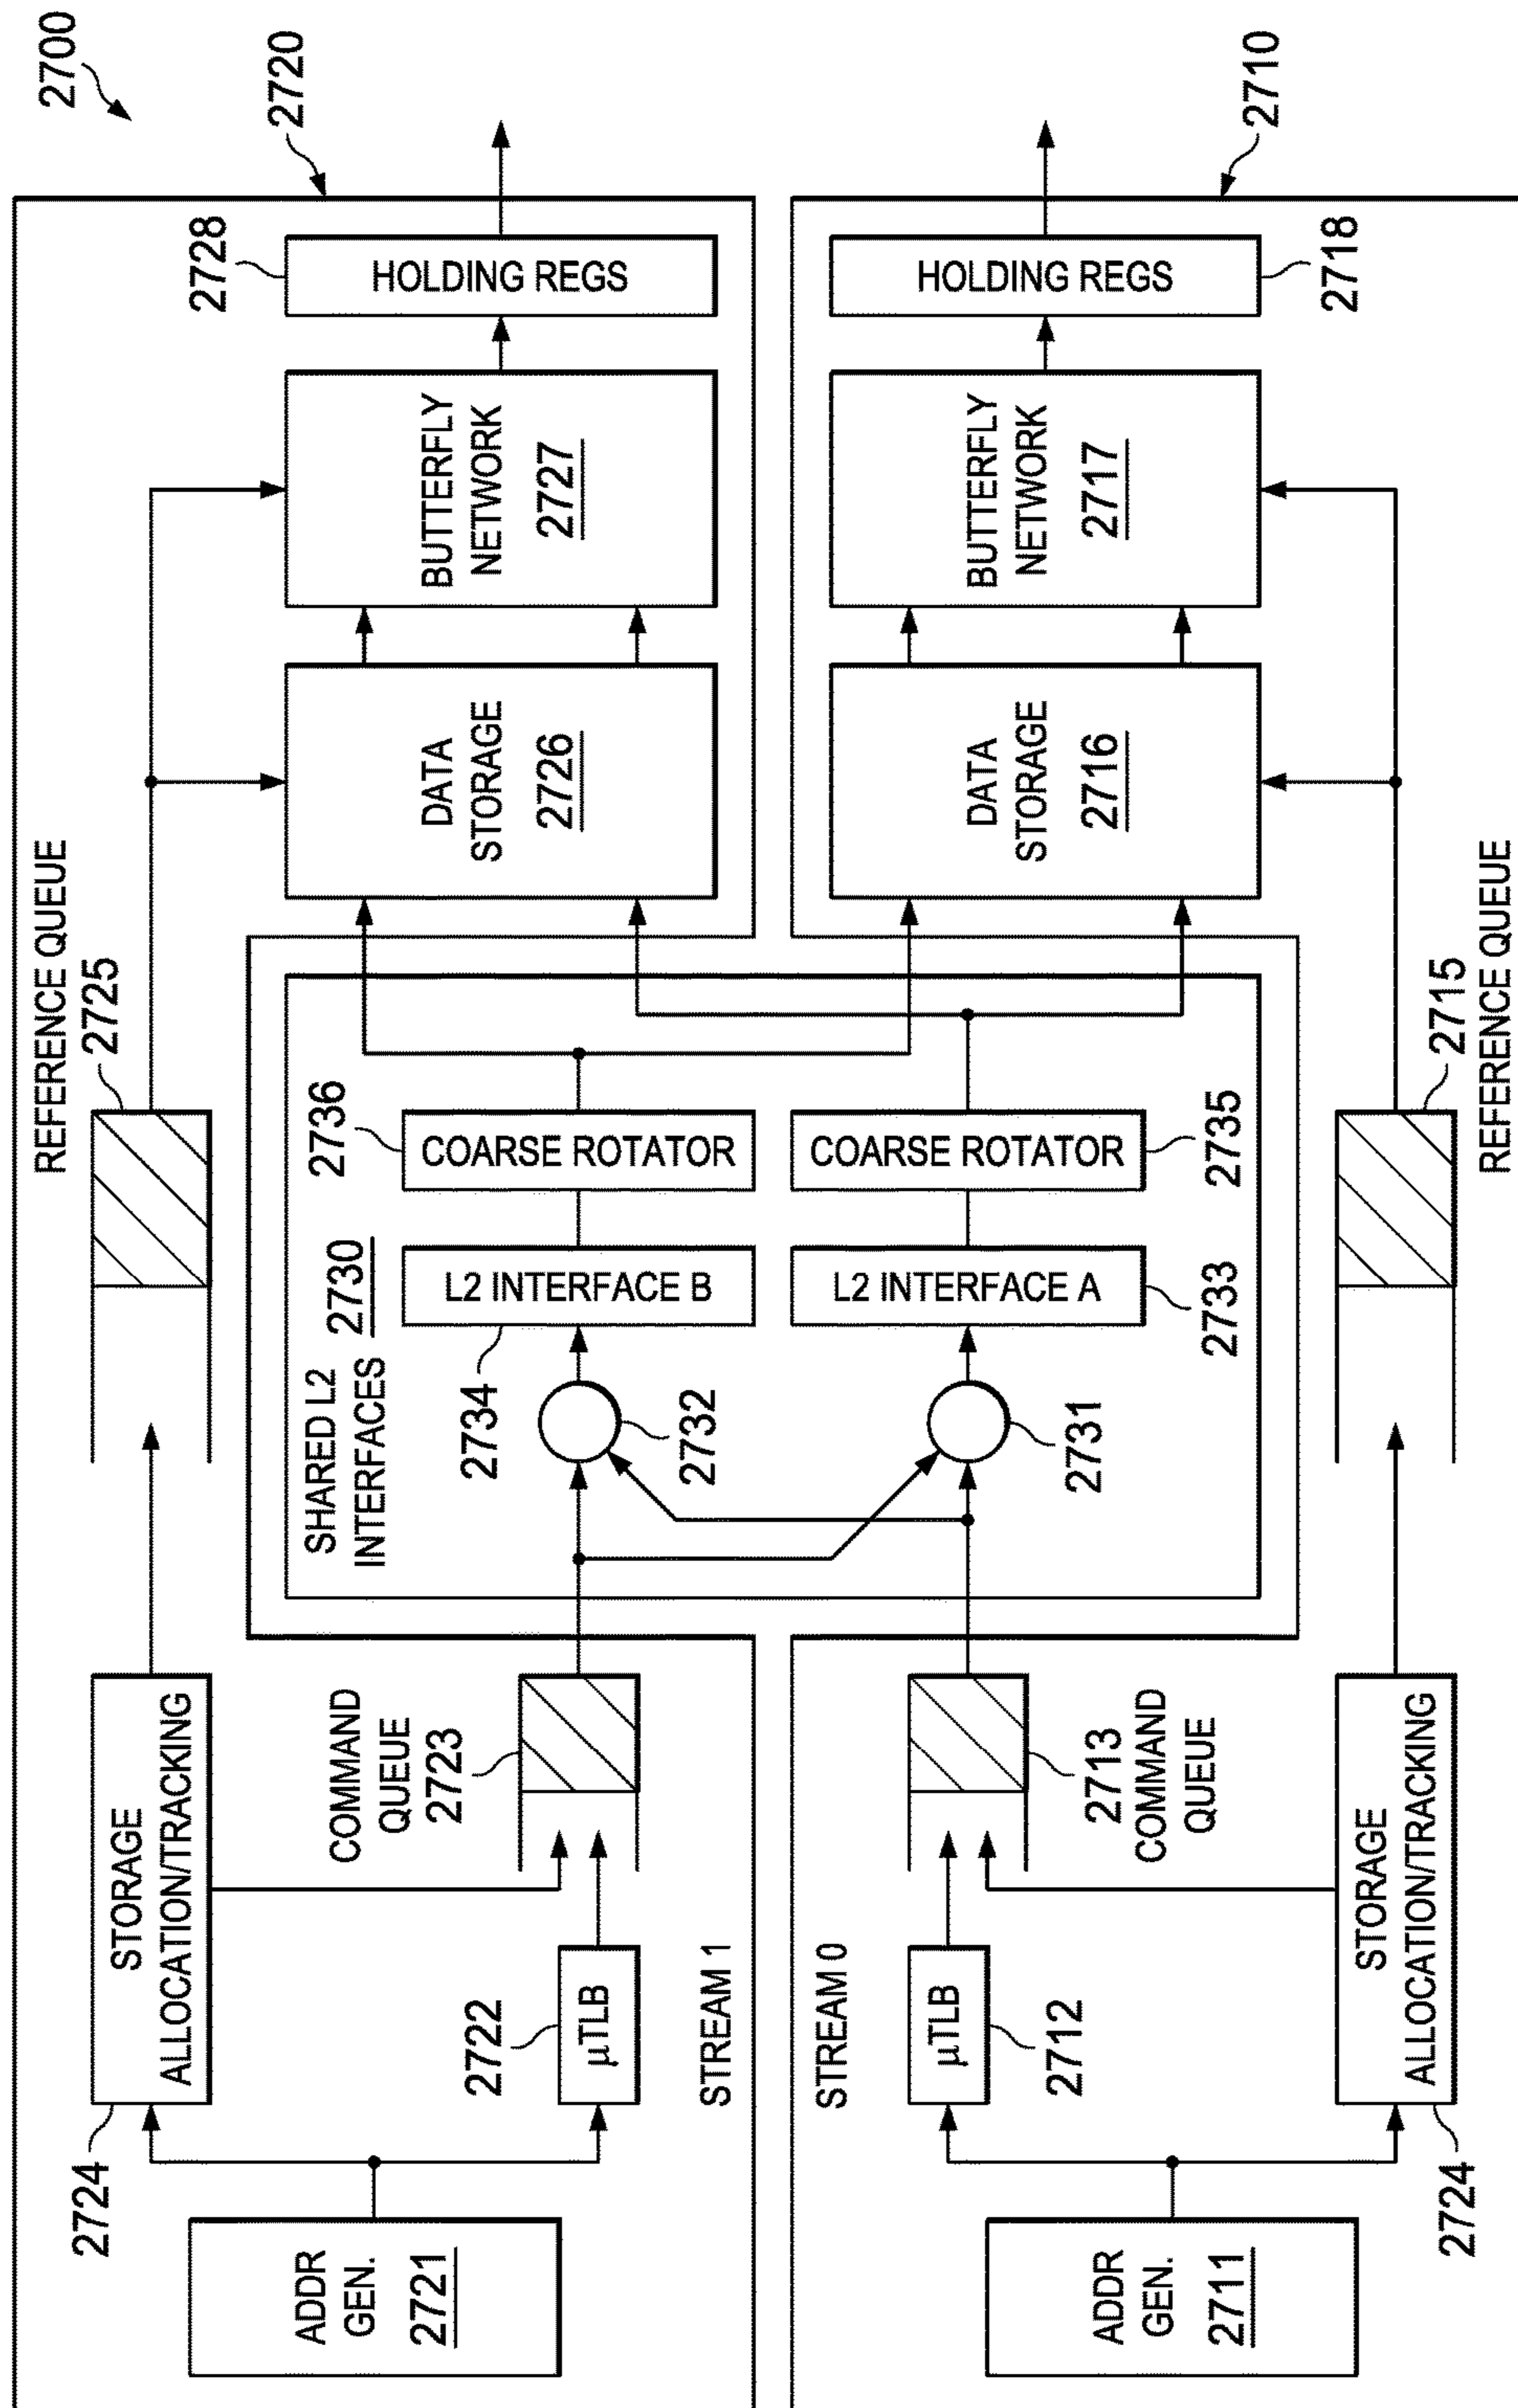 2700
2720
REFERENCE QUEUE
2725
2724
STORAGE
ALLOCATION/TRACKING
ADDR
GEN.
2721
2722
µTLB
COMMAND
QUEUE
2723
STREAM 1
SHARED L2
INTERFACES
2730
2734
2732
L2 INTERFACE B
2736
COARSE ROTATOR
DATA
STORAGE
2726
BUTTERFLY
NETWORK
2727
2728
HOLDING REGS
2710
STREAM 0
ADDR
GEN.
2711
µTLB
2712
2713
COMMAND
QUEUE
STORAGE
ALLOCATION/TRACKING
2724
2731
L2 INTERFACE A
2733
COARSE ROTATOR
2735
DATA
STORAGE
2716
BUTTERFLY
NETWORK
2717
HOLDING REGS
2718
2715
REFERENCE QUEUE